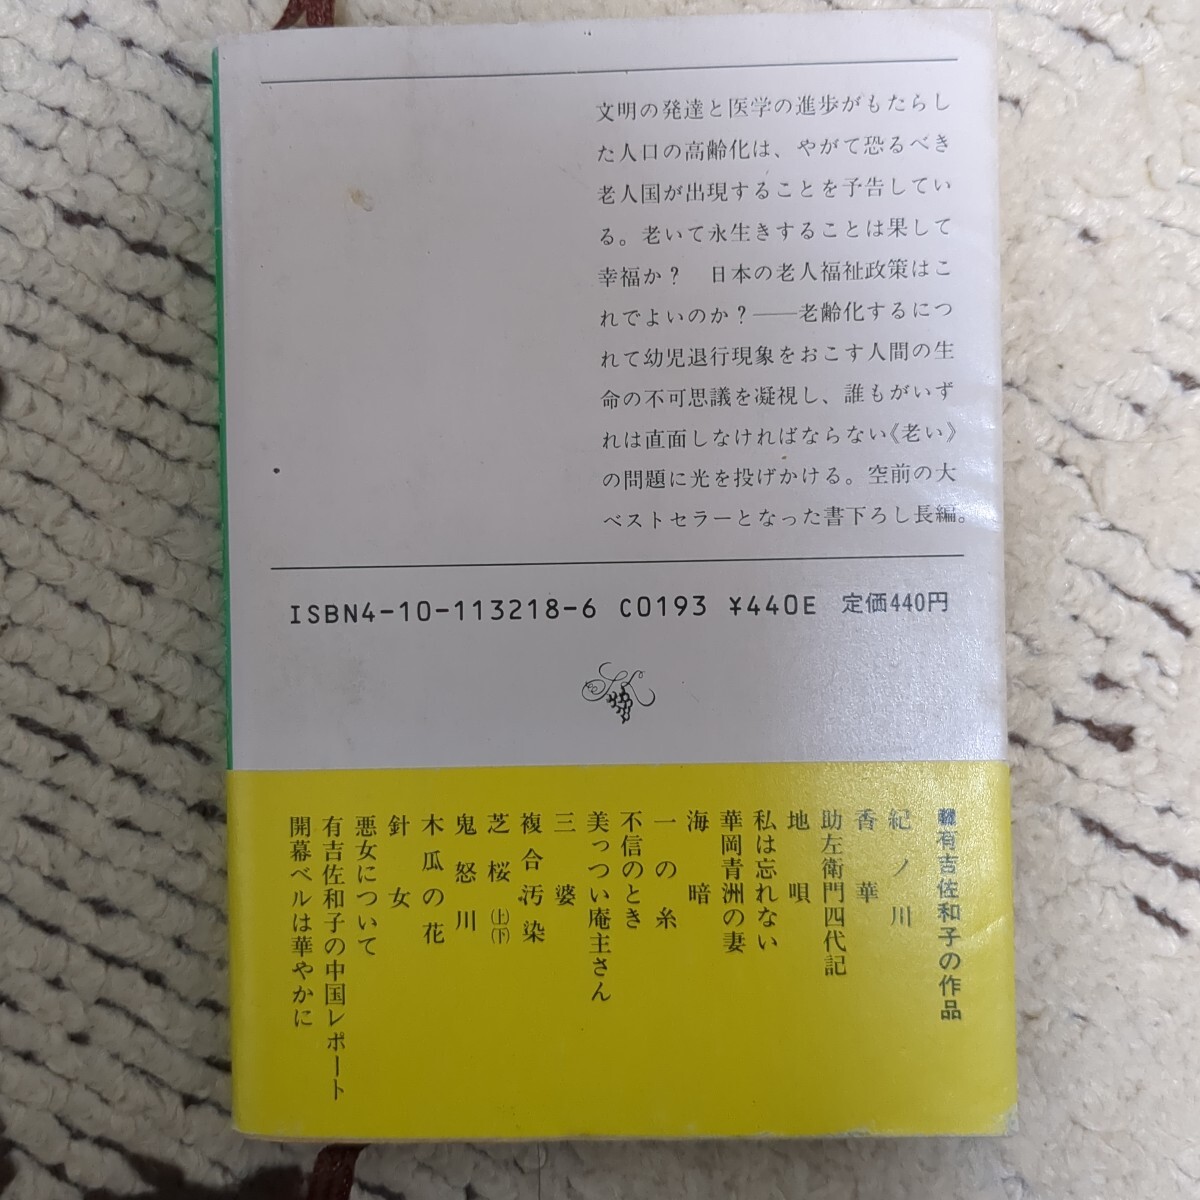 文明の発達と医学の進歩がもたらし
た人口の高齢化は、やがて恐るべき
老人国が出現することを予告してい
る。老いて永生きすることは果して
幸福か？　日本の老人福祉政策はこ
れでよいのか？――老齢化するにつ
れて幼児退行現象をおこす人間の生
命の不可思議を凝視し、誰もがいず
れは直面しなければならない《老い》
の問題に光を投げかける。空前の大
ベストセラーとなった書下ろし長編。
ISBN4-10-113218-6 C0193 ¥440E 定価440円
有吉佐和子の作品
紀ノ川
香華
助左衛門四代記
地唄
私は忘れない
華岡青洲の妻
海暗
一の糸
不信のとき
美っつい庵主さん
三婆
複合汚染
芝桜(上)(下)
鬼怒川
木瓜の花
針女
悪女について
有吉佐和子の中国レポート
開幕ベルは華やかに